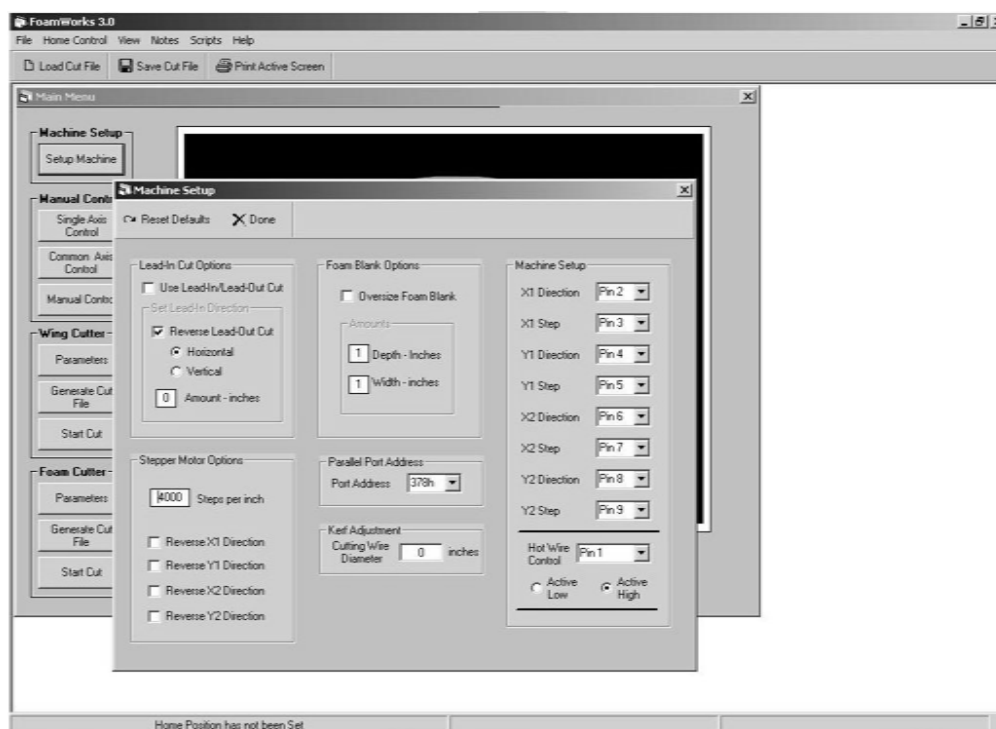 FoamWorks 3.0
File Home Control View Notes Scripts Help
Load Cut File Save Cut File Print Active Screen
Main Menu
Machine Setup
Setup Machine
Manual Contr
Single Axis
Control
Common Axis
Control
Manual Contro
Wing Cutter
Parameters
Generate Cut
File
Start Cut
Foam Cutter
Parameters
Generate Cut
File
Start Cut
Machine Setup
Reset Defaults Done
Lead-In Cut Options
Use Lead-In/Lead-Out Cut
Set Lead-In Direction
Reverse Lead-Out Cut
Horizontal
Vertical
0 Amount - inches
Stepper Motor Options
4000 Steps per inch
Reverse X1 Direction
Reverse Y1 Direction
Reverse X2 Direction
Reverse Y2 Direction
Foam Blank Options
Oversize Foam Blank
Amounts
1 Depth - Inches
1 Width - inches
Parallel Port Address
Port Address 378h
Kerf Adjustment
Cutting Wire
Diameter 0 inches
Machine Setup
X1 Direction Pin 2
X1 Step Pin 3
Y1 Direction Pin 4
Y1 Step Pin 5
X2 Direction Pin 6
X2 Step Pin 7
Y2 Direction Pin 8
Y2 Step Pin 9
Hot Wire
Control Pin 1
Active
Low
Active
High
Home Position has not been Set